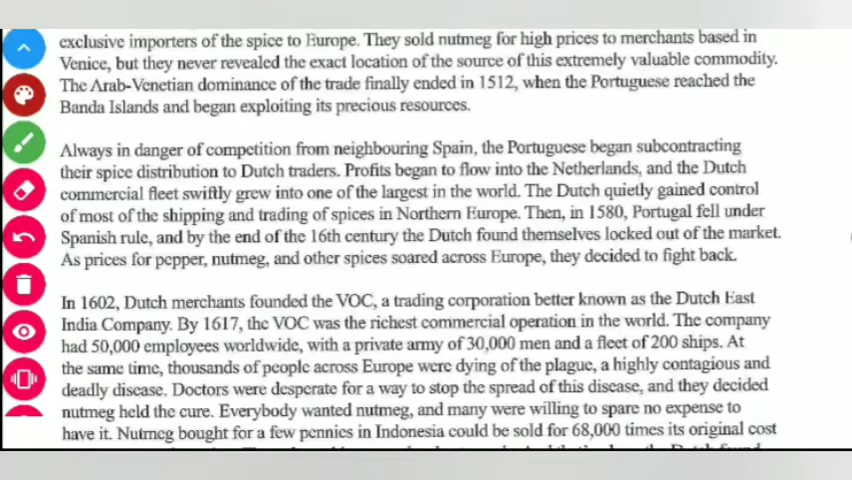 exclusive importers of the spice to Europe. They sold nutmeg for high prices to merchants based in
Venice, but they never revealed the exact location of the source of this extremely valuable commodity.
The Arab-Venetian dominance of the trade finally ended in 1512, when the Portuguese reached the
Banda Islands and began exploiting its precious resources.
Always in danger of competition from neighbouring Spain, the Portuguese began subcontracting
their spice distribution to Dutch traders. Profits began to flow into the Netherlands, and the Dutch
commercial fleet swiftly grew into one of the largest in the world. The Dutch quietly gained control
of most of the shipping and trading of spices in Northern Europe. Then, in 1580, Portugal fell under
Spanish rule, and by the end of the 16th century the Dutch found themselves locked out of the market.
As prices for pepper, nutmeg, and other spices soared across Europe, they decided to fight back.
In 1602, Dutch merchants founded the VOC, a trading corporation better known as the Dutch East
India Company. By 1617, the VOC was the richest commercial operation in the world. The company
had 50,000 employees worldwide, with a private army of 30,000 men and a fleet of 200 ships. At
the same time, thousands of people across Europe were dying of the plague, a highly contagious and
deadly disease. Doctors were desperate for a way to stop the spread of this disease, and they decided
nutmeg held the cure. Everybody wanted nutmeg, and many were willing to spare no expense to
have it. Nutmeg bought for a few pennies in Indonesia could be sold for 68,000 times its original cost